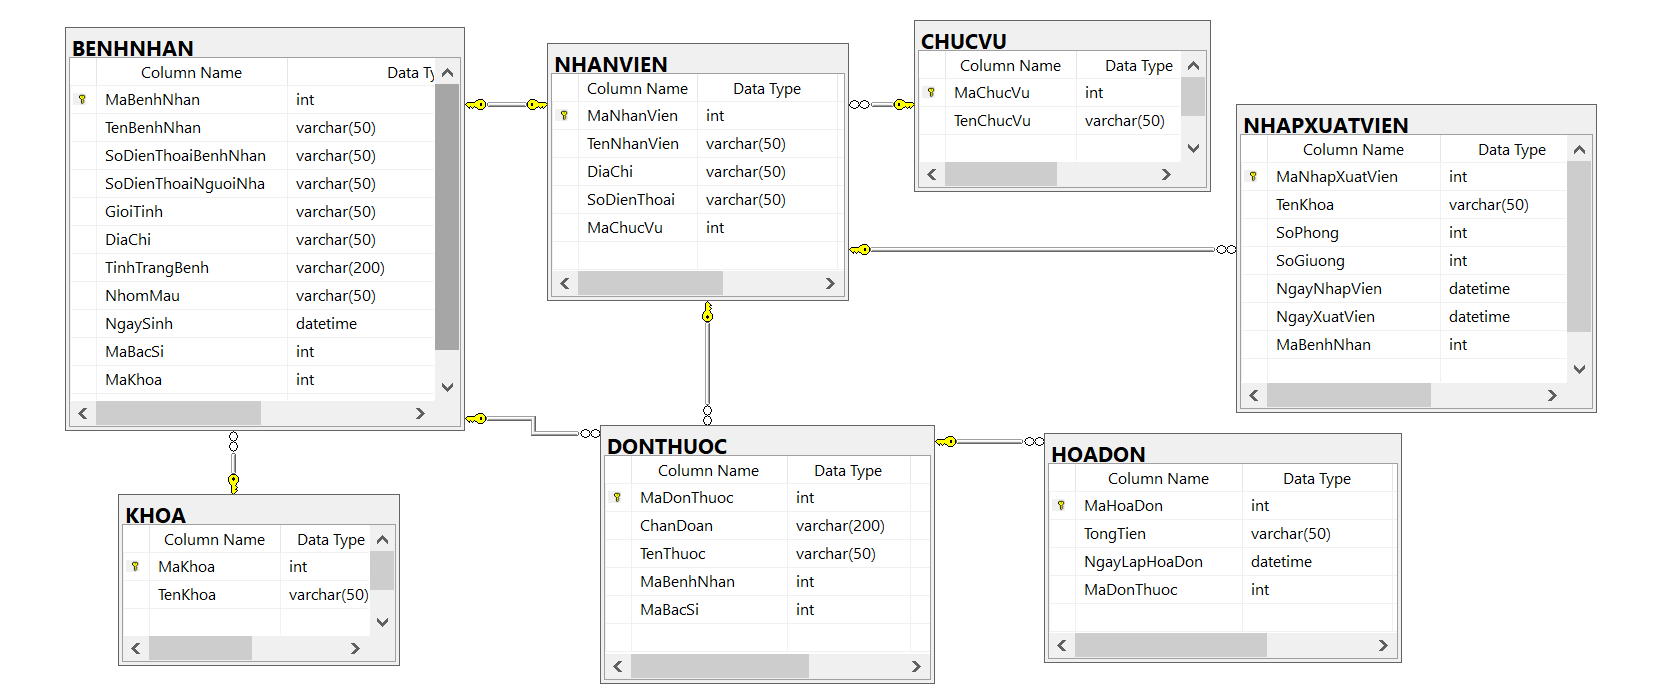 BENHNHAN
Column Name Data Ty
MaBenhNhan int
TenBenhNhan varchar(50)
SoDienThoaiBenhNhan varchar(50)
SoDienThoaiNguoiNha varchar(50)
GioiTinh varchar(50)
DiaChi varchar(50)
TinhTrangBenh varchar(200)
NhomMau varchar(50)
NgaySinh datetime
MaBacSi int
MaKhoa int
NHANVIEN
Column Name Data Type
MaNhanVien int
TenNhanVien varchar(50)
DiaChi varchar(50)
SoDienThoai varchar(50)
MaChucVu int
CHUCVU
Column Name Data Type
MaChucVu int
TenChucVu varchar(50)
NHAPXUATVIEN
Column Name Data Type
MaNhapXuatVien int
TenKhoa varchar(50)
SoPhong int
SoGiuong int
NgayNhapVien datetime
NgayXuatVien datetime
MaBenhNhan int
KHOA
Column Name Data Type
MaKhoa int
TenKhoa varchar(50)
DONTHUOC
Column Name Data Type
MaDonThuoc int
ChanDoan varchar(200)
TenThuoc varchar(50)
MaBenhNhan int
MaBacSi int
HOADON
Column Name Data Type
MaHoaDon int
TongTien varchar(50)
NgayLapHoaDon datetime
MaDonThuoc int